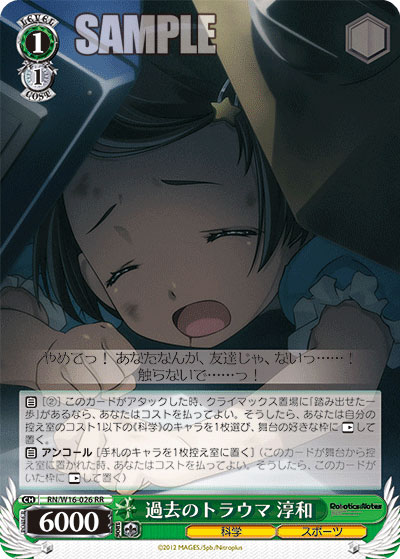 LEVEL
1
1
COST
SAMPLE
やめてっ！ あなたなんか、友達じゃ、ないっ……！
触らないで……っ！
自 [②] このカードがアタックした時、クライマックス置場に「踏み出せた一
歩」があるなら、あなたはコストを払ってよい。そうしたら、あなたは自分の
控え室のコスト1以下の《科学》のキャラを1枚選び、舞台の好きな枠に
置く。
自 アンコール [手札のキャラを1枚控え室に置く] （このカードが舞台から控
え室に置かれた時、あなたはコストを払ってよい。そうしたら、このカードが
いた枠に 置く）
CH RN/W16-026 RR
6000
過去のトラウマ 淳和
Robotics;Notes
科学 スポーツ
©2012 MAGES./5pb./Nitroplus